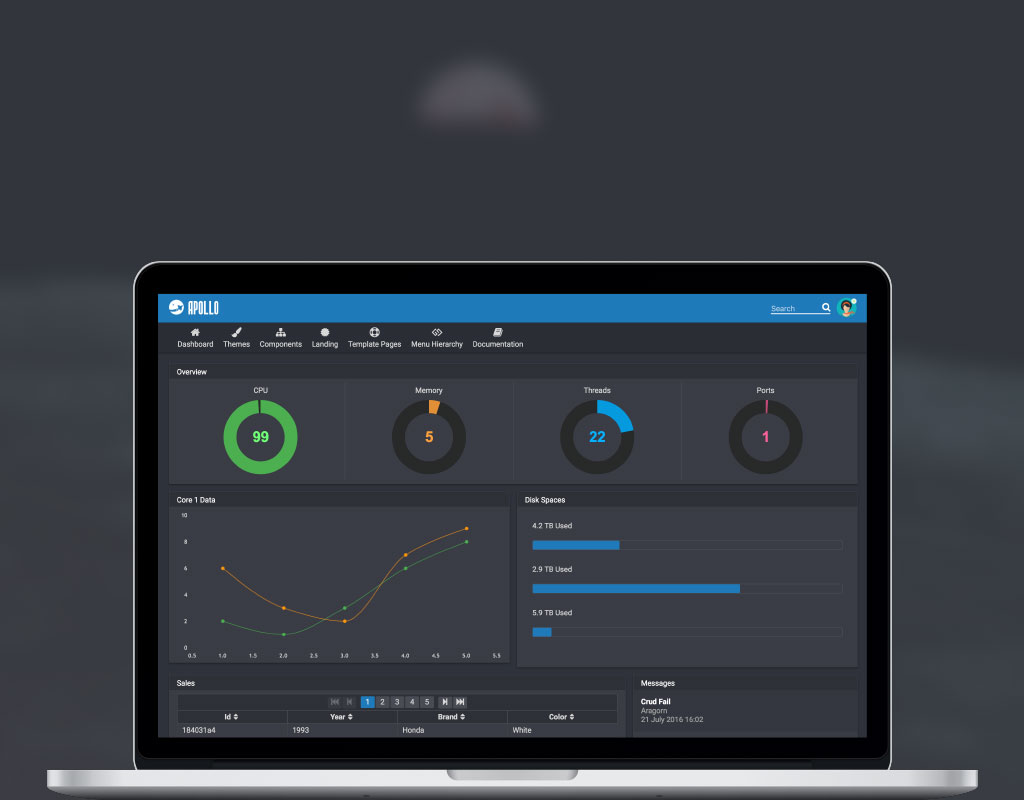 APOLLO
Search
Dashboard Themes Components Landing Template Pages Menu Hierarchy Documentation
Overview
CPU Memory Threads Ports
99 5 22 1
Core 1 Data
10
8
6
4
2
0
0.5 1.0 1.5 2.0 2.5 3.0 3.5 4.0 4.5 5.0 5.5
Disk Spaces
4.2 TB Used
2.9 TB Used
5.9 TB Used
Sales
1 2 3 4 5
Id Year Brand Color
184031a4 1993 Honda White
Messages
Crud Fail
Aragorn
21 July 2016 16:02